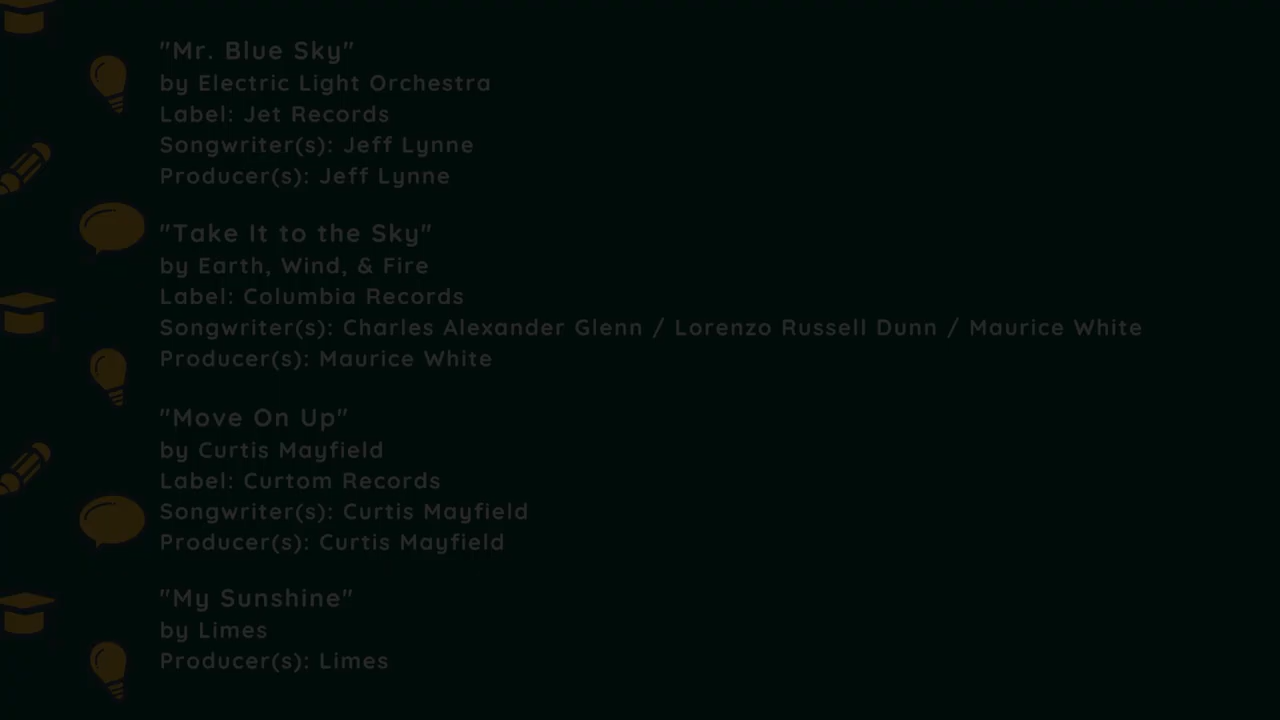 "Mr. Blue Sky"
by Electric Light Orchestra
Label: Jet Records
Songwriter(s): Jeff Lynne
Producer(s): Jeff Lynne
"Take It to the Sky"
by Earth, Wind, & Fire
Label: Columbia Records
Songwriter(s): Charles Alexander Glenn / Lorenzo Russell Dunn / Maurice White
Producer(s): Maurice White
"Move On Up"
by Curtis Mayfield
Label: Curtom Records
Songwriter(s): Curtis Mayfield
Producer(s): Curtis Mayfield
"My Sunshine"
by Limes
Producer(s): Limes